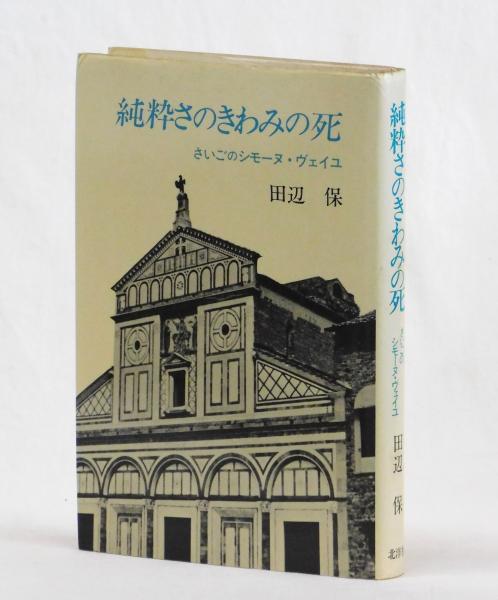 純粋さのきわみの死
さいごのシモーヌ・ヴェイユ
田辺 保
純粋さのきわみの死
さいごの
シモーヌ・ヴェイユ
田辺 保
北洋